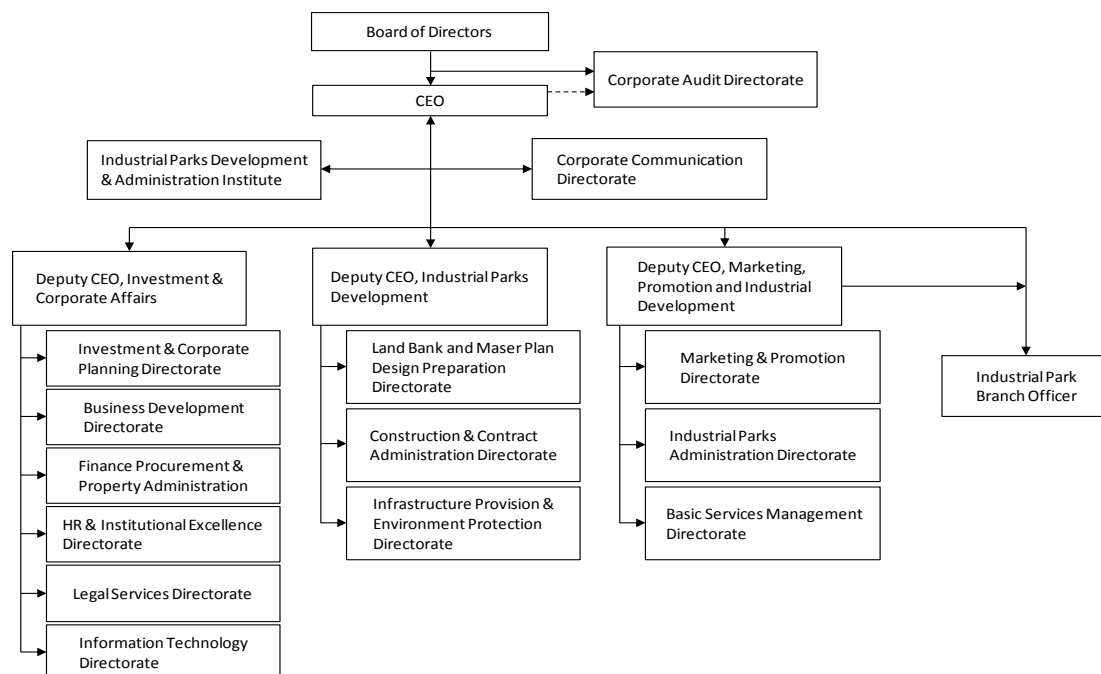 Board of Directors
Corporate Audit Directorate
CEO
Industrial Parks Development
& Administration Institute
Corporate Communication
Directorate
Deputy CEO, Investment &
Corporate Affairs
Deputy CEO, Industrial Parks
Development
Deputy CEO, Marketing,
Promotion and Industrial
Development
Investment & Corporate
Planning Directorate
Business Development
Directorate
Finance Procurement &
Property Administration
HR & Institutional Excellence
Directorate
Legal Services Directorate
Information Technology
Directorate
Land Bank and Maser Plan
Design Preparation
Directorate
Construction & Contract
Administration Directorate
Infrastructure Provision &
Environment Protection
Directorate
Marketing & Promotion
Directorate
Industrial Parks
Administration Directorate
Basic Services Management
Directorate
Industrial Park
Branch Officer